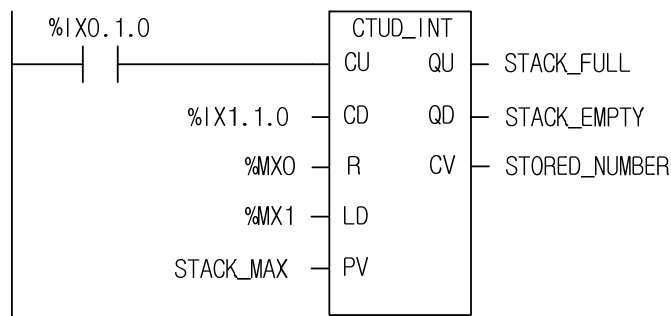 %IX0.1.0 CTUD_INT
CU QU STACK_FULL
%IX1.1.0 CD QD STACK_EMPTY
%MX0 R CV STORED_NUMBER
%MX1 LD
STACK_MAX PV